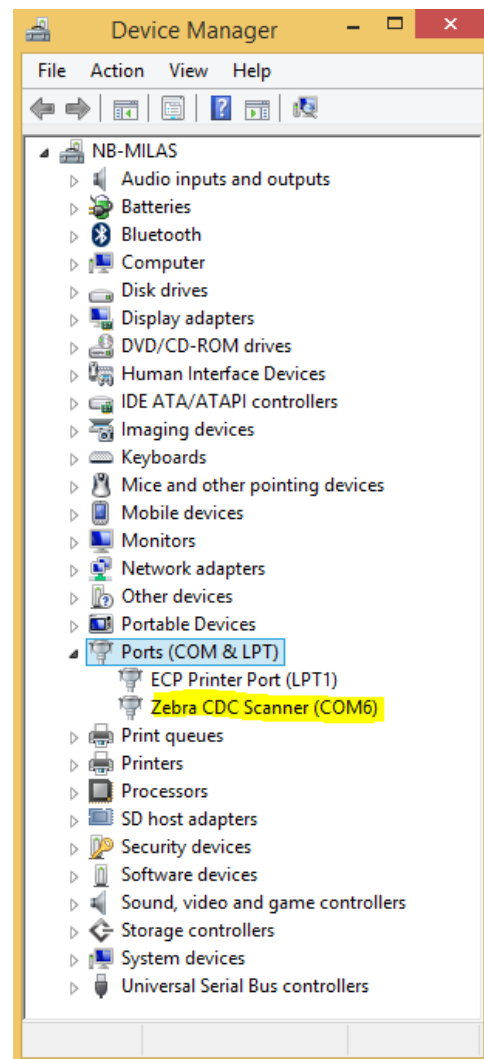 Device Manager
File Action View Help
NB-MILAS
Audio inputs and outputs
Batteries
Bluetooth
Computer
Disk drives
Display adapters
DVD/CD-ROM drives
Human Interface Devices
IDE ATA/ATAPI controllers
Imaging devices
Keyboards
Mice and other pointing devices
Mobile devices
Monitors
Network adapters
Other devices
Portable Devices
Ports (COM & LPT)
ECP Printer Port (LPT1)
Zebra CDC Scanner (COM6)
Print queues
Printers
Processors
SD host adapters
Security devices
Software devices
Sound, video and game controllers
Storage controllers
System devices
Universal Serial Bus controllers